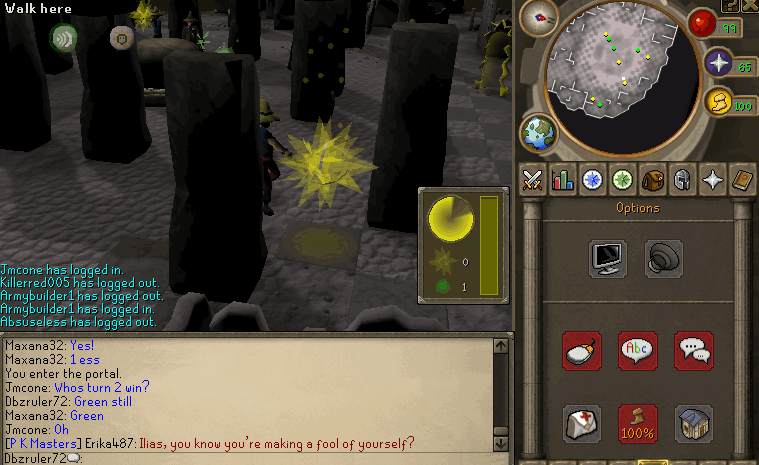 Walk here
99
65
100
Options
0
1
Jmcone has logged in.
Killerred005 has logged out.
Armybuilder1 has logged out.
Armybuilder1 has logged in.
Absuseless has logged out.
Maxana32: Yes!
Maxana32: 1 ess
You enter the portal.
Jmcone: Whos turn 2 win?
Dbzruler72: Green still
Maxana32: Green
Jmcone: Oh
[P K Masters] Erika487: Ilias, you know you're making a fool of yourself?
Dbzruler72:
Abc
100%
?